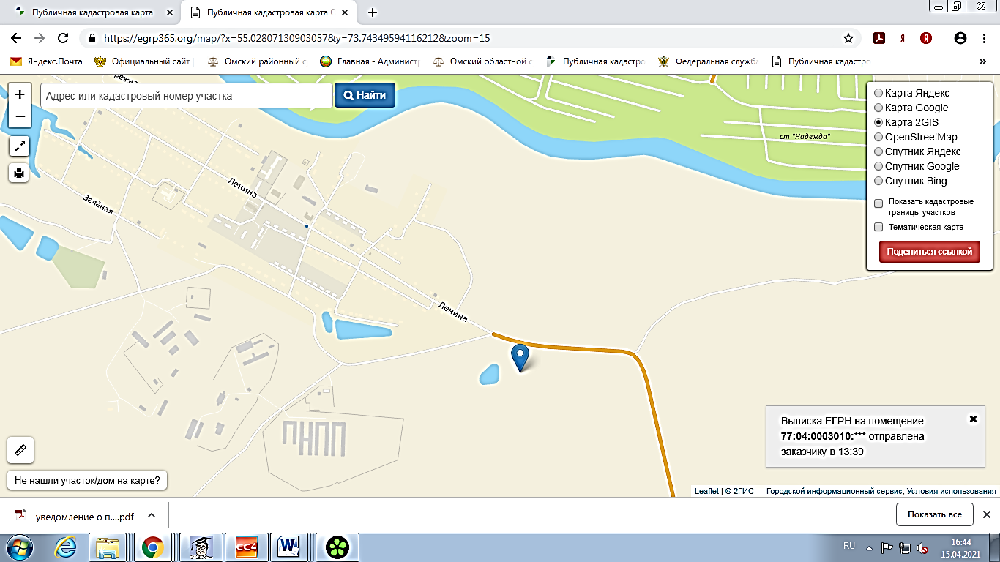 Публичная кадастровая карта
Публичная кадастровая карта С
https://egrp365.org/map/?x=55.02807130903057&y=73.74349594116212&zoom=15
Яндекс.Почта
Официальный сайт
Омский районный с
Главная - Админист
Омский областной с
Публичная кадастро
Федеральная служба
Публичная кадастро
»
+
−
Адрес или кадастровый номер участка
Найти
Карта Яндекс
Карта Google
Карта 2GIS
OpenStreetMap
Спутник Яндекс
Спутник Google
Спутник Bing
Показать кадастровые
границы участков
Тематическая карта
Поделиться ссылкой
ст "Надежда"
Ленина
Зелёная
Ленина
Выписка ЕГРН на помещение
77:04:0003010:*** отправлена
заказчику в 13:39
Не нашли участок/дом на карте?
Leaflet | © 2ГИС — Городской информационный сервис, Условия использования
уведомление о п....pdf
Показать все
CC4
W
RU
16:44
15.04.2021